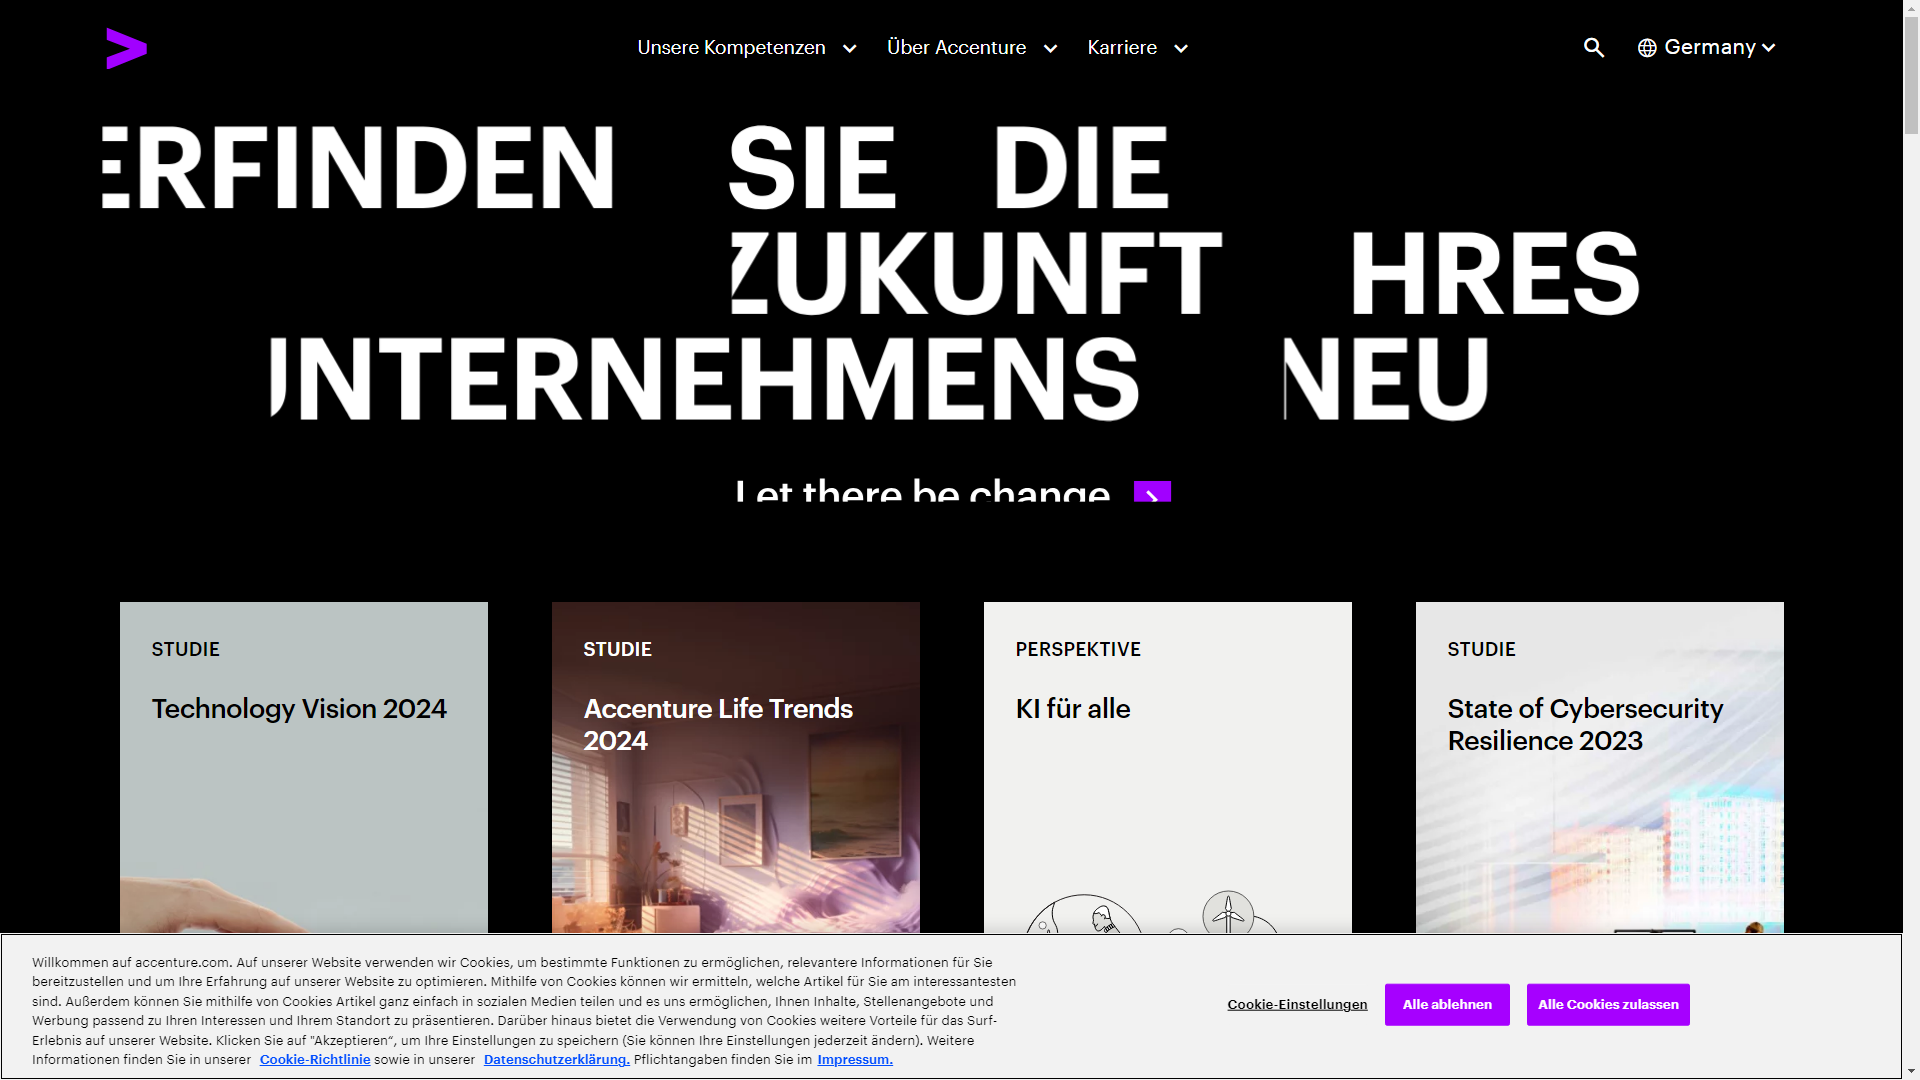 Unsere Kompetenzen Über Accenture Karriere Germany
ERFINDEN SIE DIE
ZUKUNFT HRES
UNTERNEHMENS NEU
Let there be change
STUDIE
Technology Vision 2024
STUDIE
Accenture Life Trends
2024
PERSPEKTIVE
KI für alle
STUDIE
State of Cybersecurity
Resilience 2023
Willkommen auf accenture.com. Auf unserer Website verwenden wir Cookies, um bestimmte Funktionen zu ermöglichen, relevantere Informationen für Sie
bereitzustellen und um Ihre Erfahrung auf unserer Website zu optimieren. Mithilfe von Cookies können wir ermitteln, welche Artikel für Sie am interessantesten
sind. Außerdem können Sie mithilfe von Cookies Artikel ganz einfach in sozialen Medien teilen und es uns ermöglichen, Ihnen Inhalte, Stellenangebote und
Werbung passend zu Ihren Interessen und Ihrem Standort zu präsentieren. Darüber hinaus bietet die Verwendung von Cookies weitere Vorteile für das Surf-
Erlebnis auf unserer Website. Klicken Sie auf "Akzeptieren“, um Ihre Einstellungen zu speichern (Sie können Ihre Einstellungen jederzeit ändern). Weitere
Informationen finden Sie in unserer Cookie-Richtlinie sowie in unserer Datenschutzerklärung. Pflichtangaben finden Sie im Impressum.
Cookie-Einstellungen
Alle ablehnen
Alle Cookies zulassen